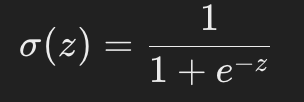 σ(z) = 1 / (1 + e^{-z})